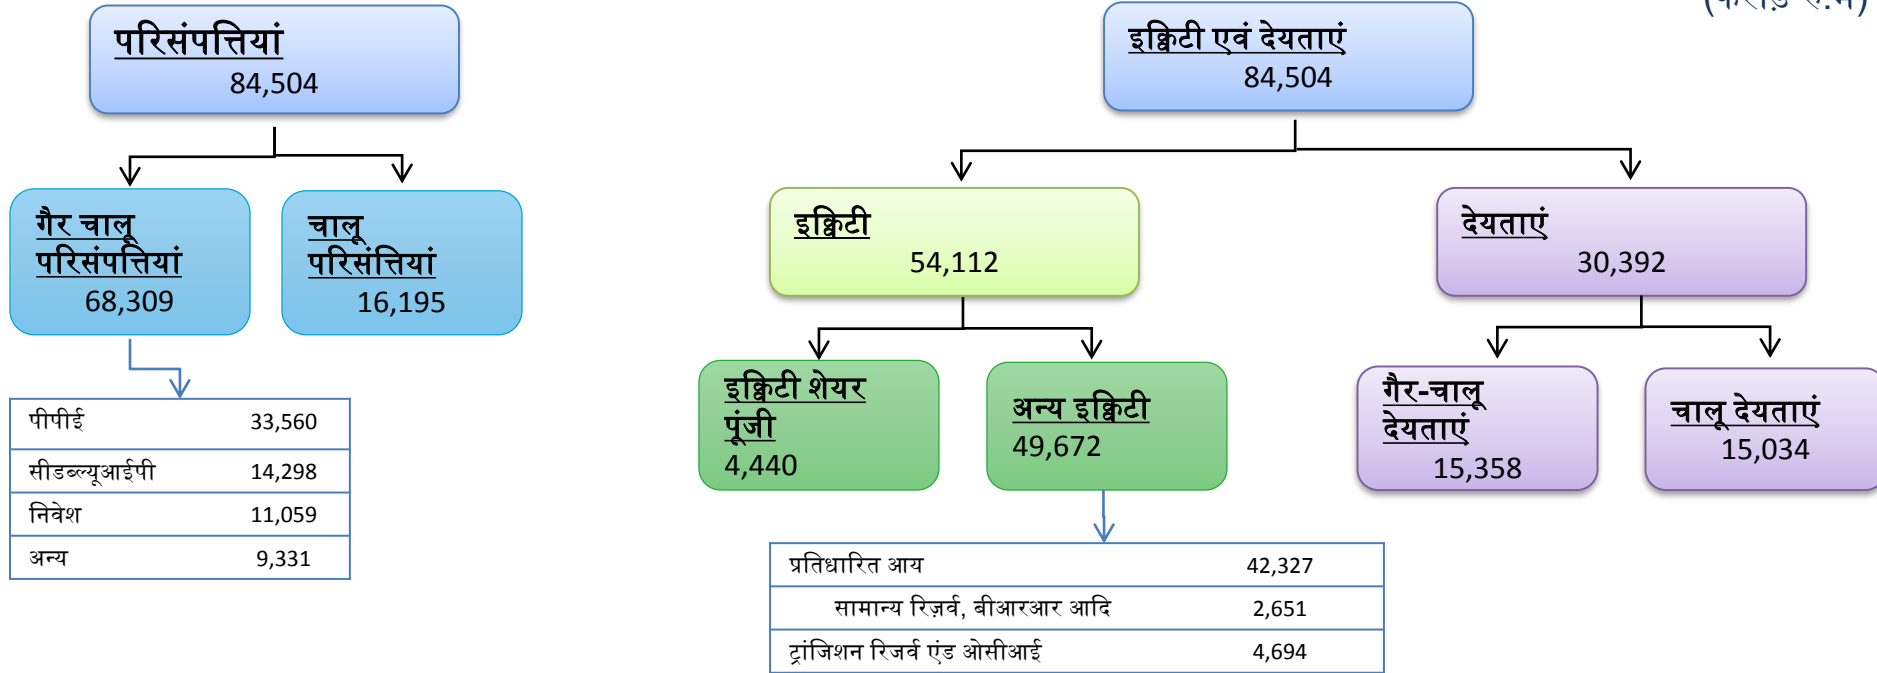 (करोड़ रु.में)
परिसंपत्तियां
84,504
इक्विटी एवं देयताएं
84,504
गैर चालू
परिसंपत्तियां
68,309
चालू
परिसंत्तियां
16,195
इक्विटी
54,112
देयताएं
30,392
पीपीई 33,560
सीडब्ल्यूआईपी 14,298
निवेश 11,059
अन्य 9,331
इक्विटी शेयर
पूंजी
4,440
अन्य इक्विटी
49,672
गैर-चालू
देयताएं
15,358
चालू देयताएं
15,034
प्रतिधारित आय 42,327
सामान्य रिज़र्व, बीआरआर आदि 2,651
ट्रांजिशन रिजर्व एंड ओसीआई 4,694